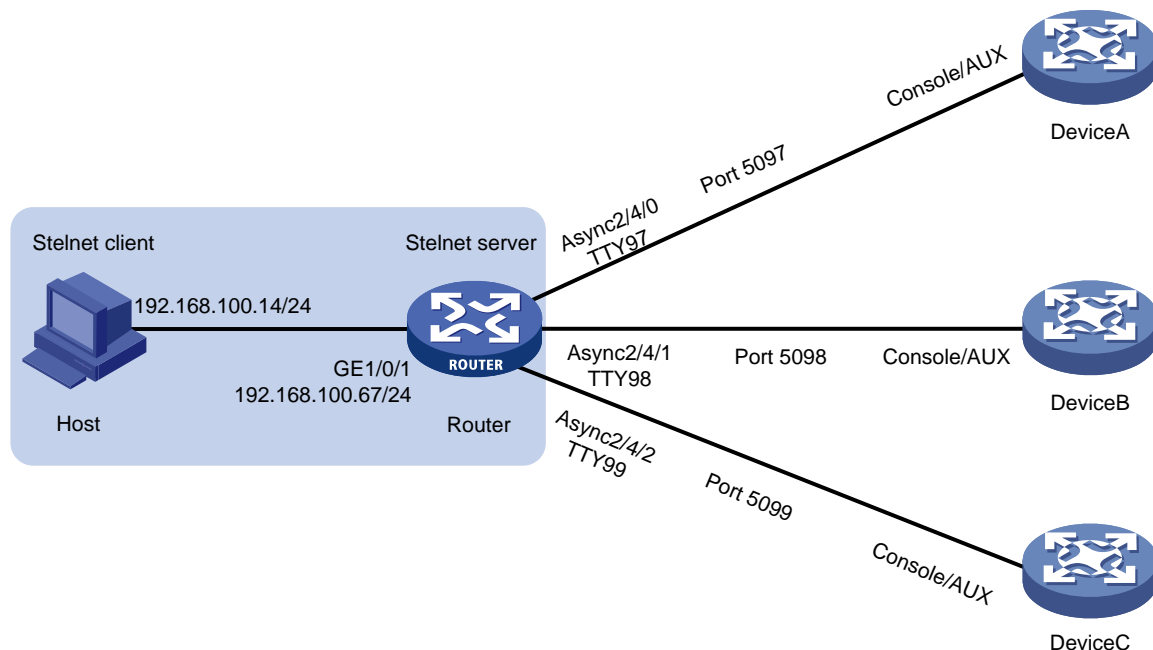 Console/AUX
DeviceA
Port 5097
Async2/4/0
TTY97
Stelnet client
Stelnet server
192.168.100.14/24
GE1/0/1
192.168.100.67/24
ROUTER
Host
Router
Async2/4/1
TTY98
Port 5098
Console/AUX
DeviceB
Async2/4/2
TTY99
Port 5099
Console/AUX
DeviceC